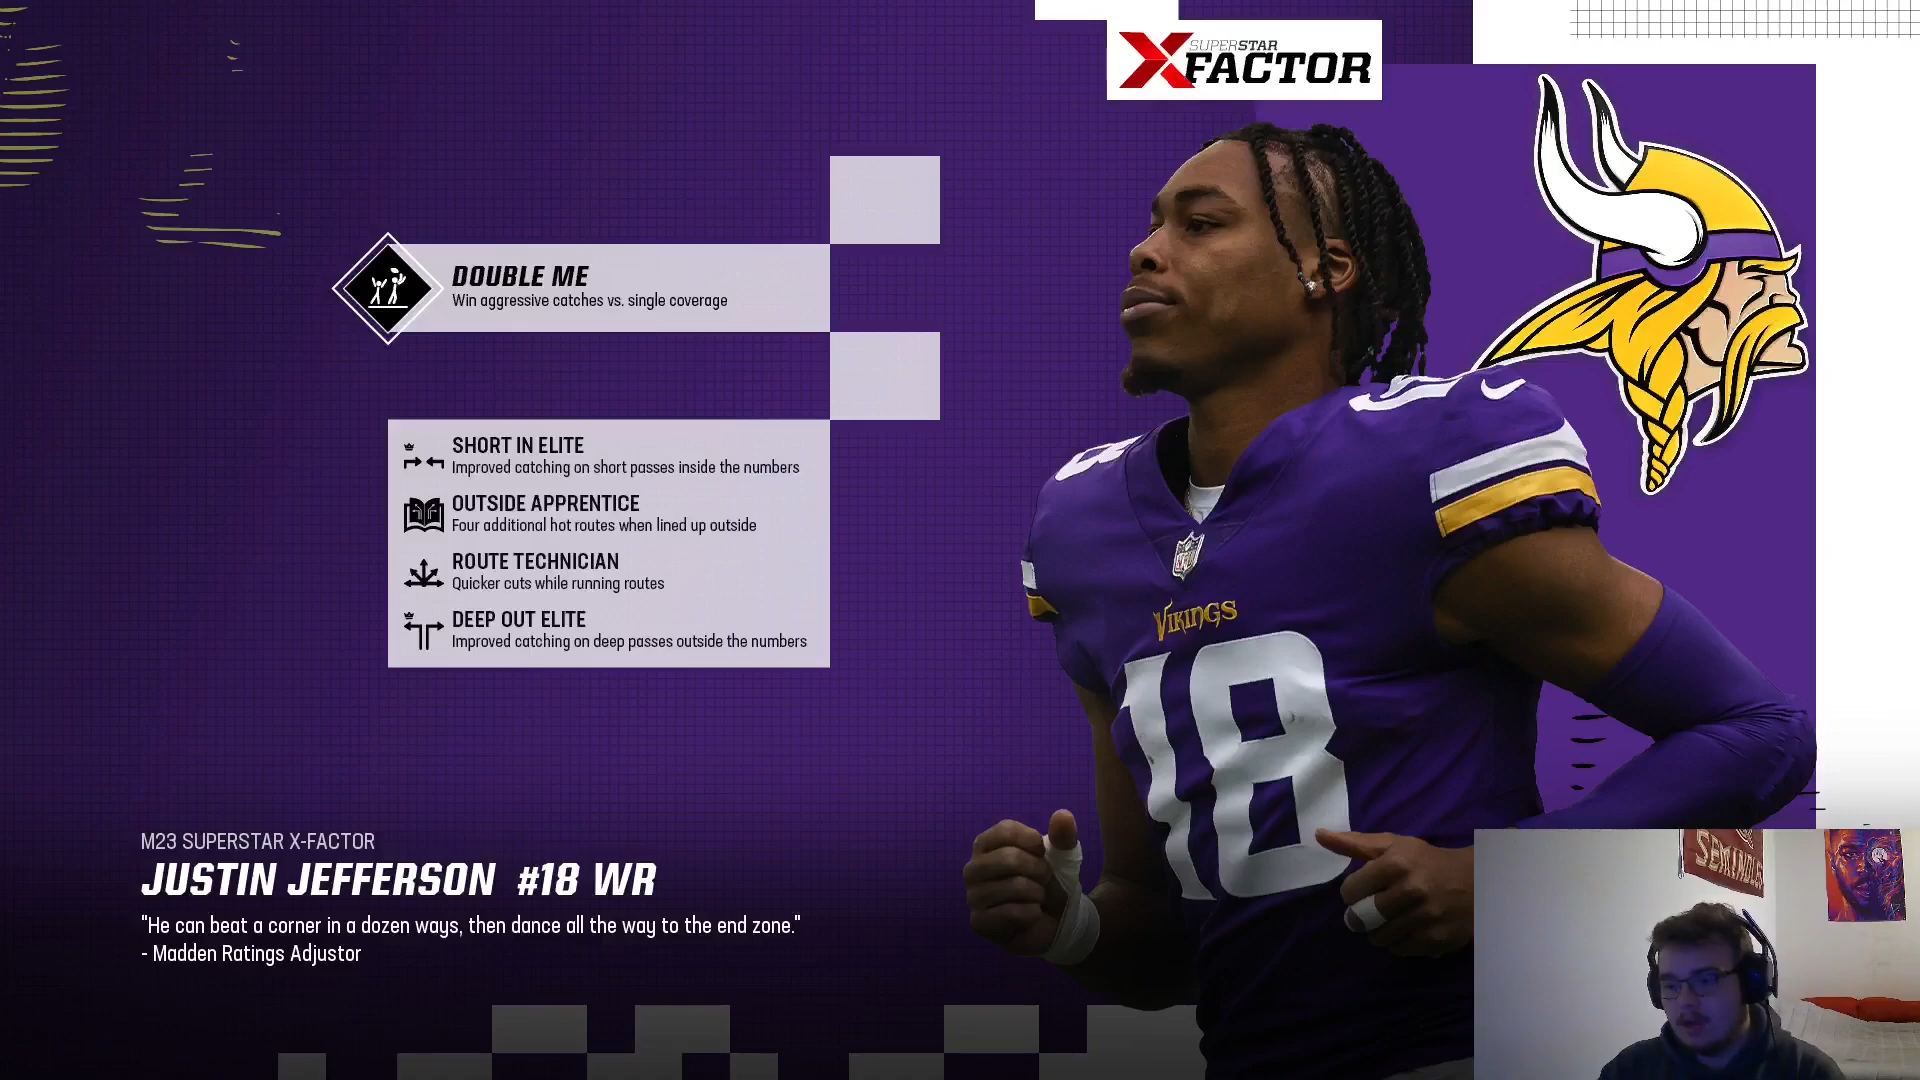 SUPERSTAR
XFACTOR
DOUBLE ME
Win aggressive catches vs. single coverage
SHORT IN ELITE
Improved catching on short passes inside the numbers
OUTSIDE APPRENTICE
Four additional hot routes when lined up outside
ROUTE TECHNICIAN
Quicker cuts while running routes
DEEP OUT ELITE
Improved catching on deep passes outside the numbers
NFL
VIKINGS
18
M23 SUPERSTAR X-FACTOR
JUSTIN JEFFERSON #18 WR
"He can beat a corner in a dozen ways, then dance all the way to the end zone."
- Madden Ratings Adjustor